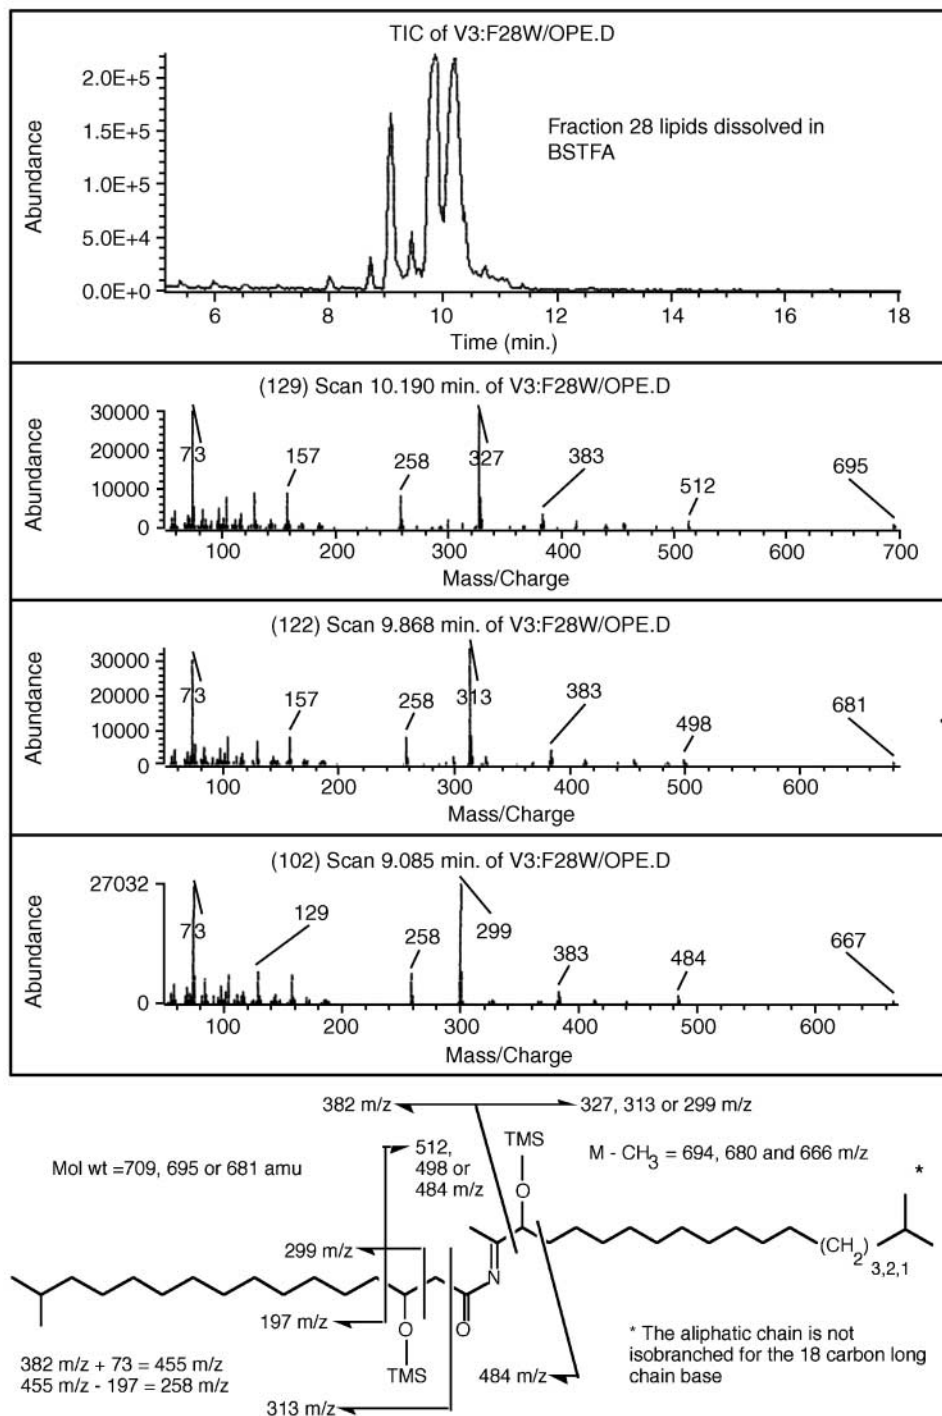 TIC of V3:F28W/OPE.D
Abundance
2.0E+5
1.5E+5
1.0E+5
5.0E+4
0.0E+0
Fraction 28 lipids dissolved in
BSTFA
6 8 10 12 14 16 18
Time (min.)
(129) Scan 10.190 min. of V3:F28W/OPE.D
Abundance
30000
20000
10000
0
73 157 258 327 383 512 695
100 200 300 400 500 600 700
Mass/Charge
(122) Scan 9.868 min. of V3:F28W/OPE.D
Abundance
30000
20000
10000
0
73 157 258 313 383 498 681
100 200 300 400 500 600
Mass/Charge
(102) Scan 9.085 min. of V3:F28W/OPE.D
Abundance
27032
0
73 129 258 299 383 484 667
100 200 300 400 500 600
Mass/Charge
382 m/z
327, 313 or 299 m/z
Mol wt =709, 695 or 681 amu
512,
498 or
484 m/z
TMS
O
M - CH3 = 694, 680 and 666 m/z
*
(CH2)3,2,1
299 m/z
N
197 m/z
O
O
TMS
382 m/z + 73 = 455 m/z
455 m/z - 197 = 258 m/z
313 m/z
484 m/z
* The aliphatic chain is not
isobranched for the 18 carbon long
chain base